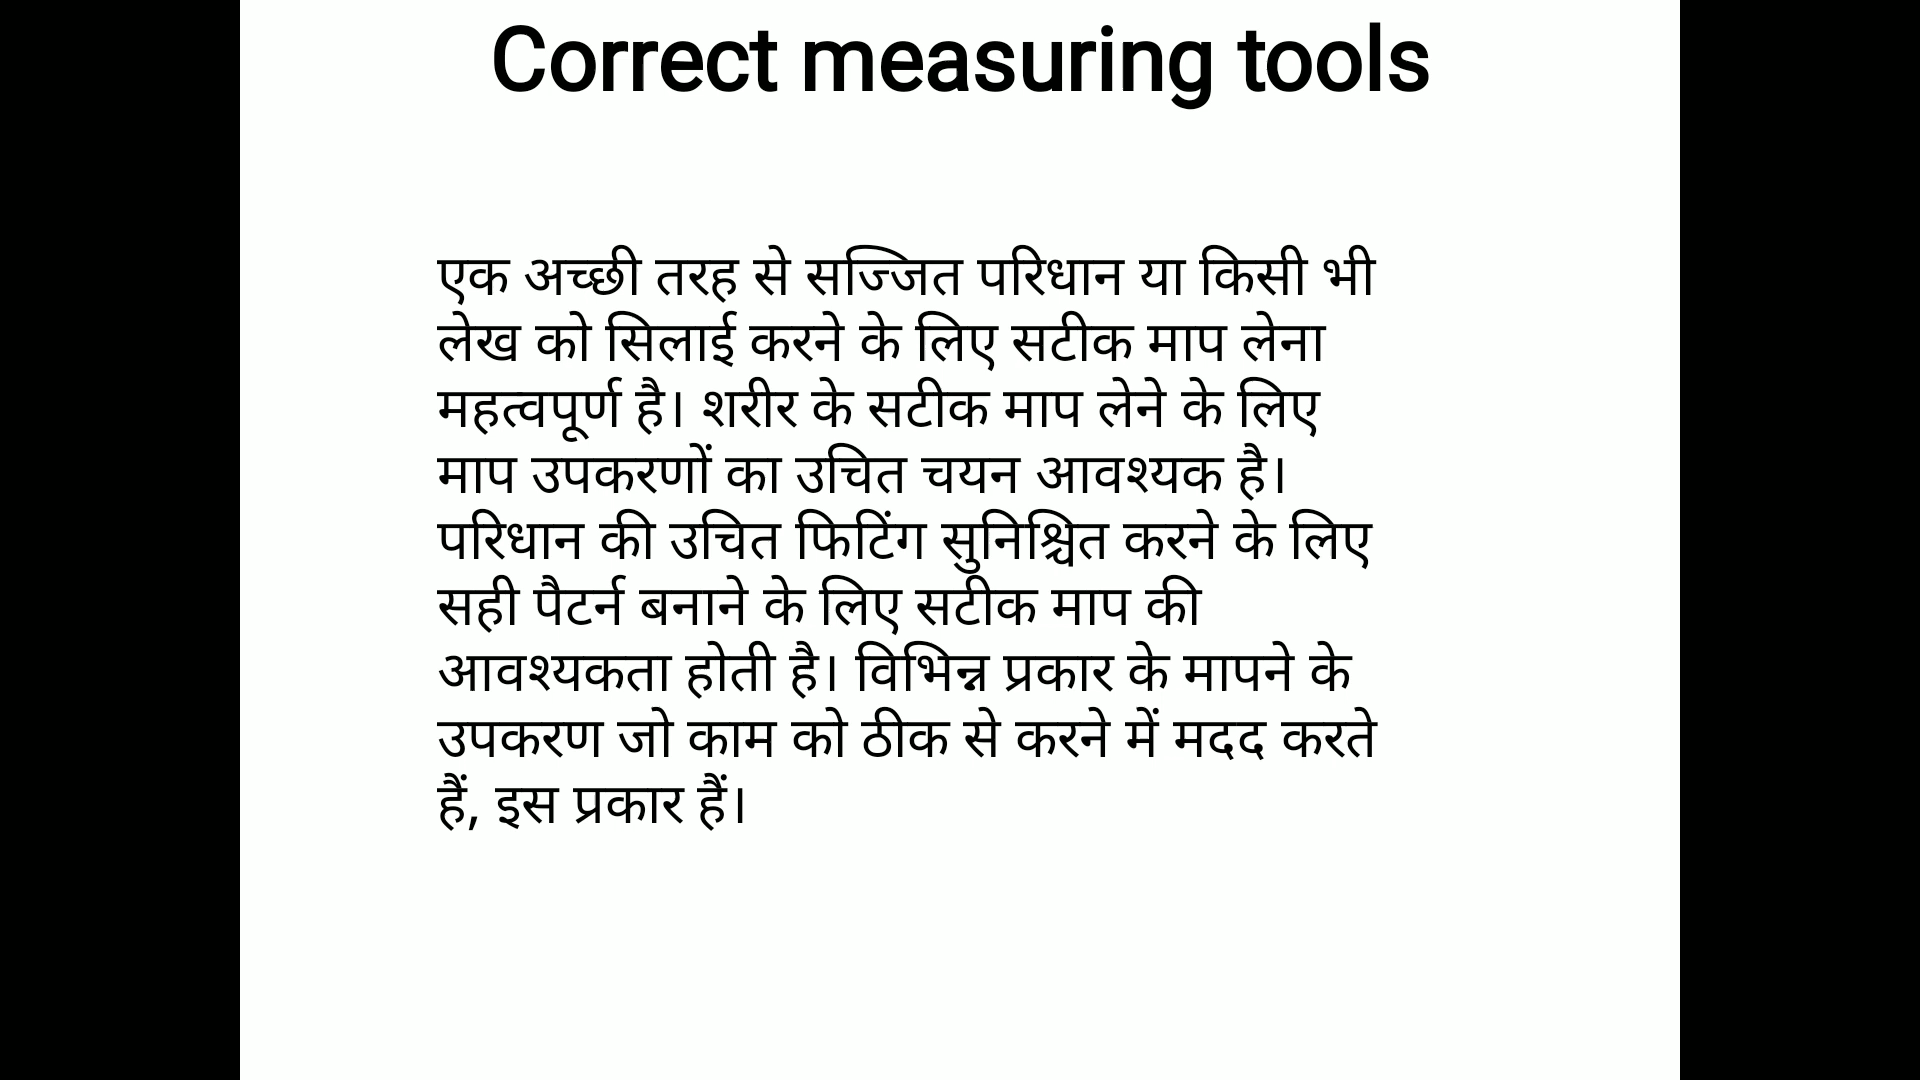 Correct measuring tools
एक अच्छी तरह से सज्जित परिधान या किसी भी
लेख को सिलाई करने के लिए सटीक माप लेना
महत्वपूर्ण है। शरीर के सटीक माप लेने के लिए
माप उपकरणों का उचित चयन आवश्यक है।
परिधान की उचित फिटिंग सुनिश्चित करने के लिए
सही पैटर्न बनाने के लिए सटीक माप की
आवश्यकता होती है। विभिन्न प्रकार के मापने के
उपकरण जो काम को ठीक से करने में मदद करते
हैं, इस प्रकार हैं।